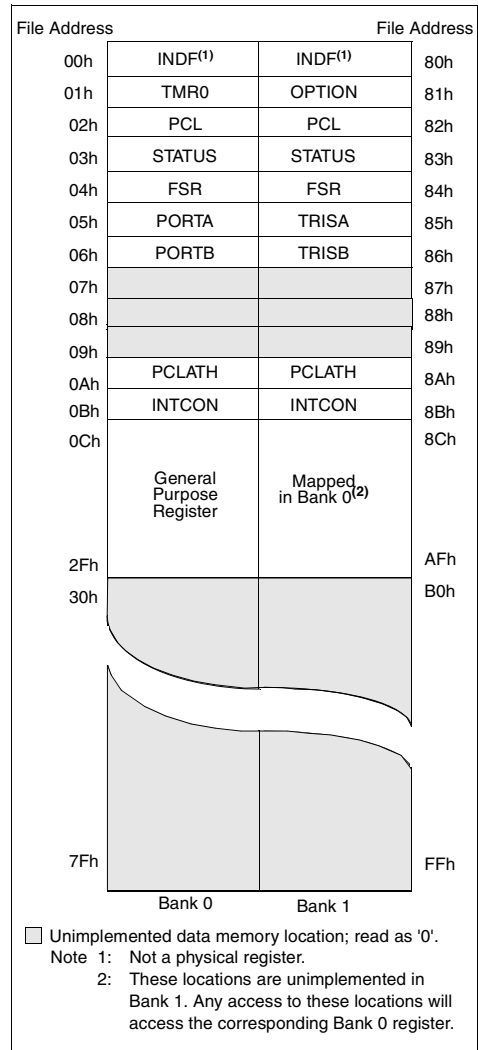 File Address File Address
00h INDF(1) INDF(1) 80h
01h TMR0 OPTION 81h
02h PCL PCL 82h
03h STATUS STATUS 83h
04h FSR FSR 84h
05h PORTA TRISA 85h
06h PORTB TRISB 86h
07h 87h
08h 88h
09h 89h
0Ah PCLATH PCLATH 8Ah
0Bh INTCON INTCON 8Bh
0Ch 8Ch
General Mapped
Purpose in Bank 0(2)
Register
2Fh AFh
30h B0h
7Fh FFh
Bank 0 Bank 1
Unimplemented data memory location; read as '0'.
Note 1: Not a physical register.
2: These locations are unimplemented in
Bank 1. Any access to these locations will
access the corresponding Bank 0 register.